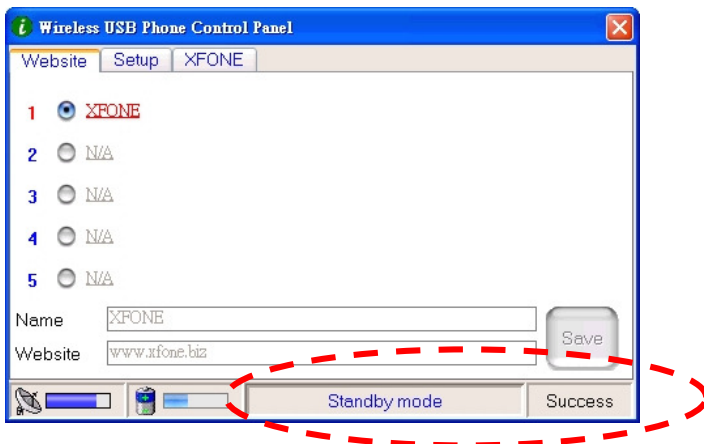 Wireless USB Phone Control Panel
Website Setup XFONE
1 XFONE
2 N/A
3 N/A
4 N/A
5 N/A
Name XFONE
Website www.xfone.biz
Save
Standby mode Success